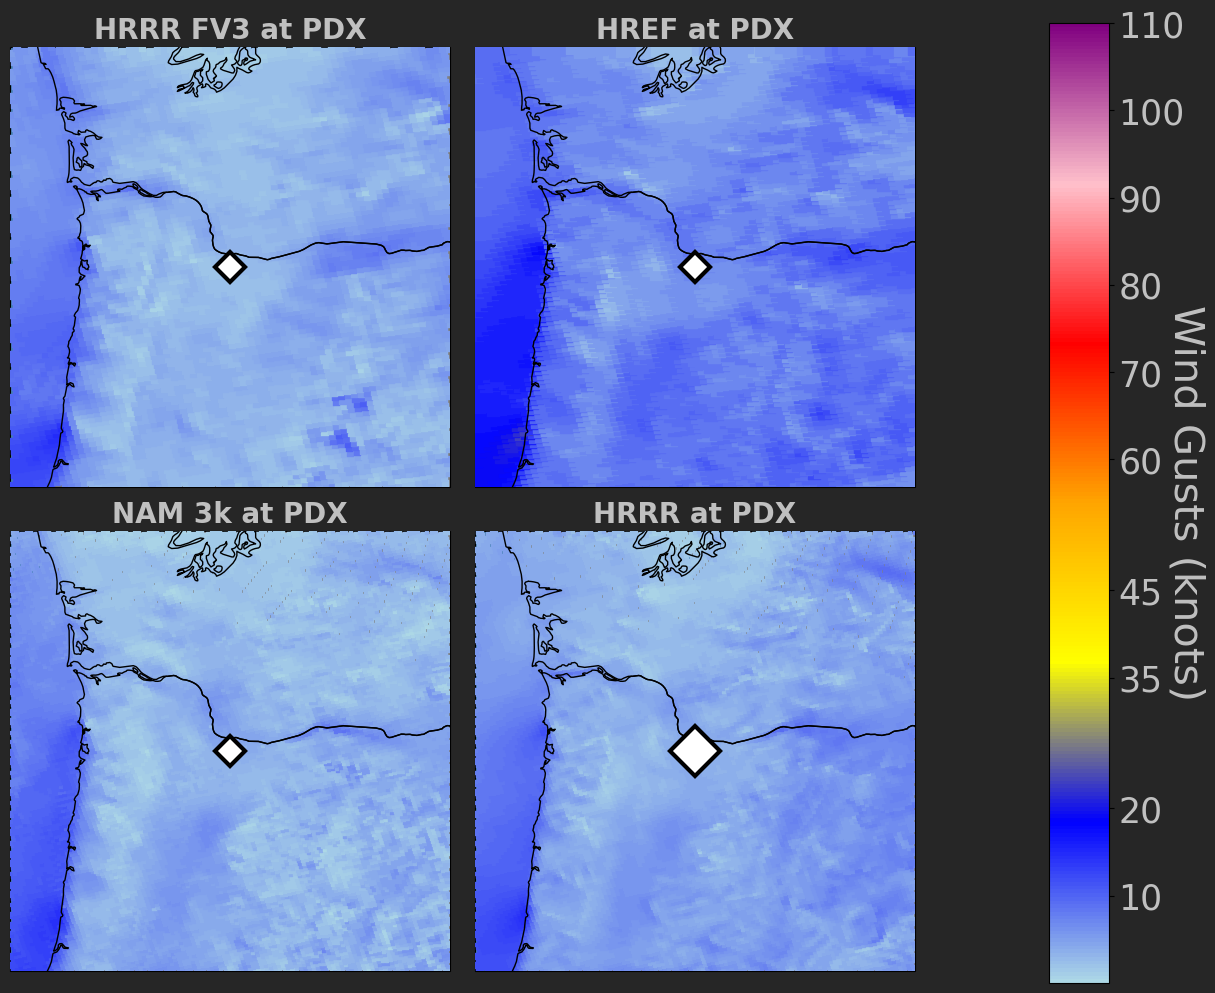 HRRR FV3 at PDX
HREF at PDX
NAM 3k at PDX
HRRR at PDX
110
100
90
80
70
60
45
35
20
10
Wind Gusts (knots)